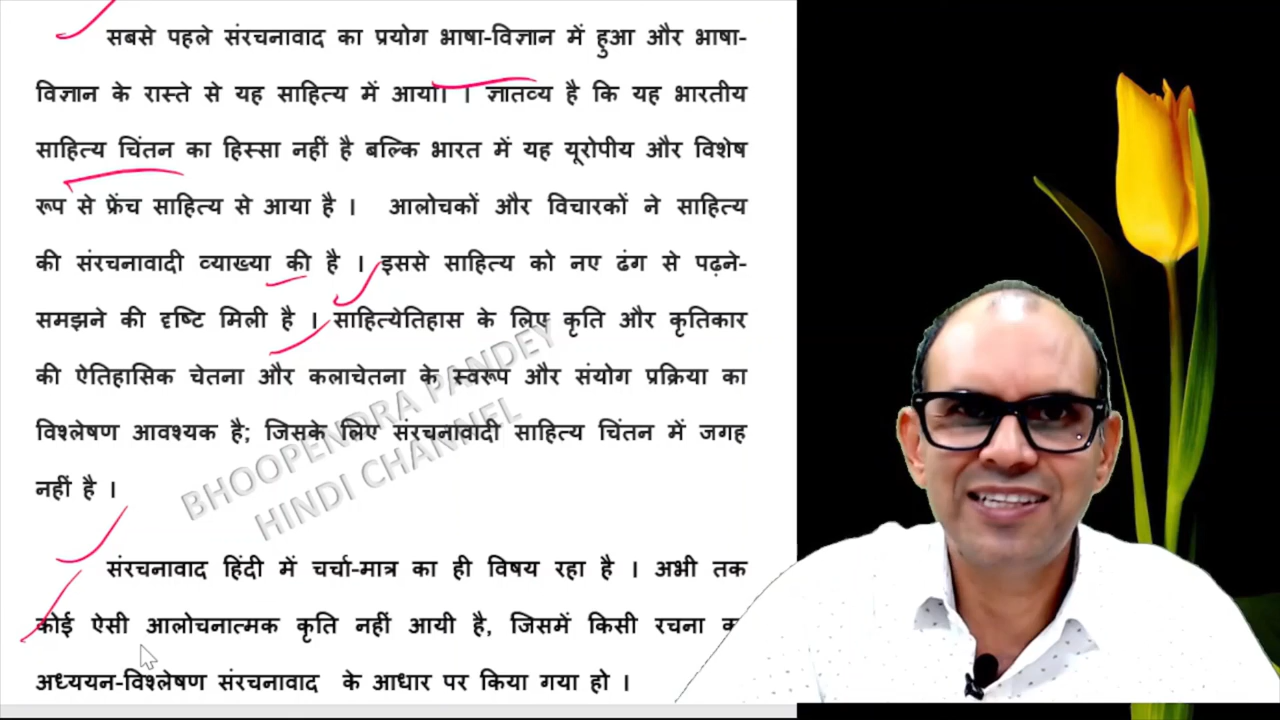 सबसे पहले संरचनावाद का प्रयोग भाषा-विज्ञान में हुआ और भाषा-
विज्ञान के रास्ते से यह साहित्य में आयो। । ज्ञातव्य है कि यह भारतीय
साहित्य चिंतन का हिस्सा नहीं है बल्कि भारत में यह यूरोपीय और विशेष
रूप से फ्रेंच साहित्य से आया है । आलोचकों और विचारकों ने साहित्य
की संरचनावादी व्याख्या की है । इससे साहित्य को नए ढंग से पढ़ने-
समझने की दृष्टि मिली है । साहित्येतिहास के लिए कृति और कृतिकार
की ऐतिहासिक चेतना और कलाचेतना के स्वरूप और संयोग प्रक्रिया का
विश्लेषण आवश्यक है; जिसके लिए संरचनावादी साहित्य चिंतन में जगह
नहीं है ।
BHOOPENDRA PANDEY
HINDI CHANNEL
संरचनावाद हिंदी में चर्चा-मात्र का ही विषय रहा है । अभी तक
कोई ऐसी आलोचनात्मक कृति नहीं आयी है, जिसमें किसी रचना
अध्ययन-विश्लेषण संरचनावाद के आधार पर किया गया हो ।